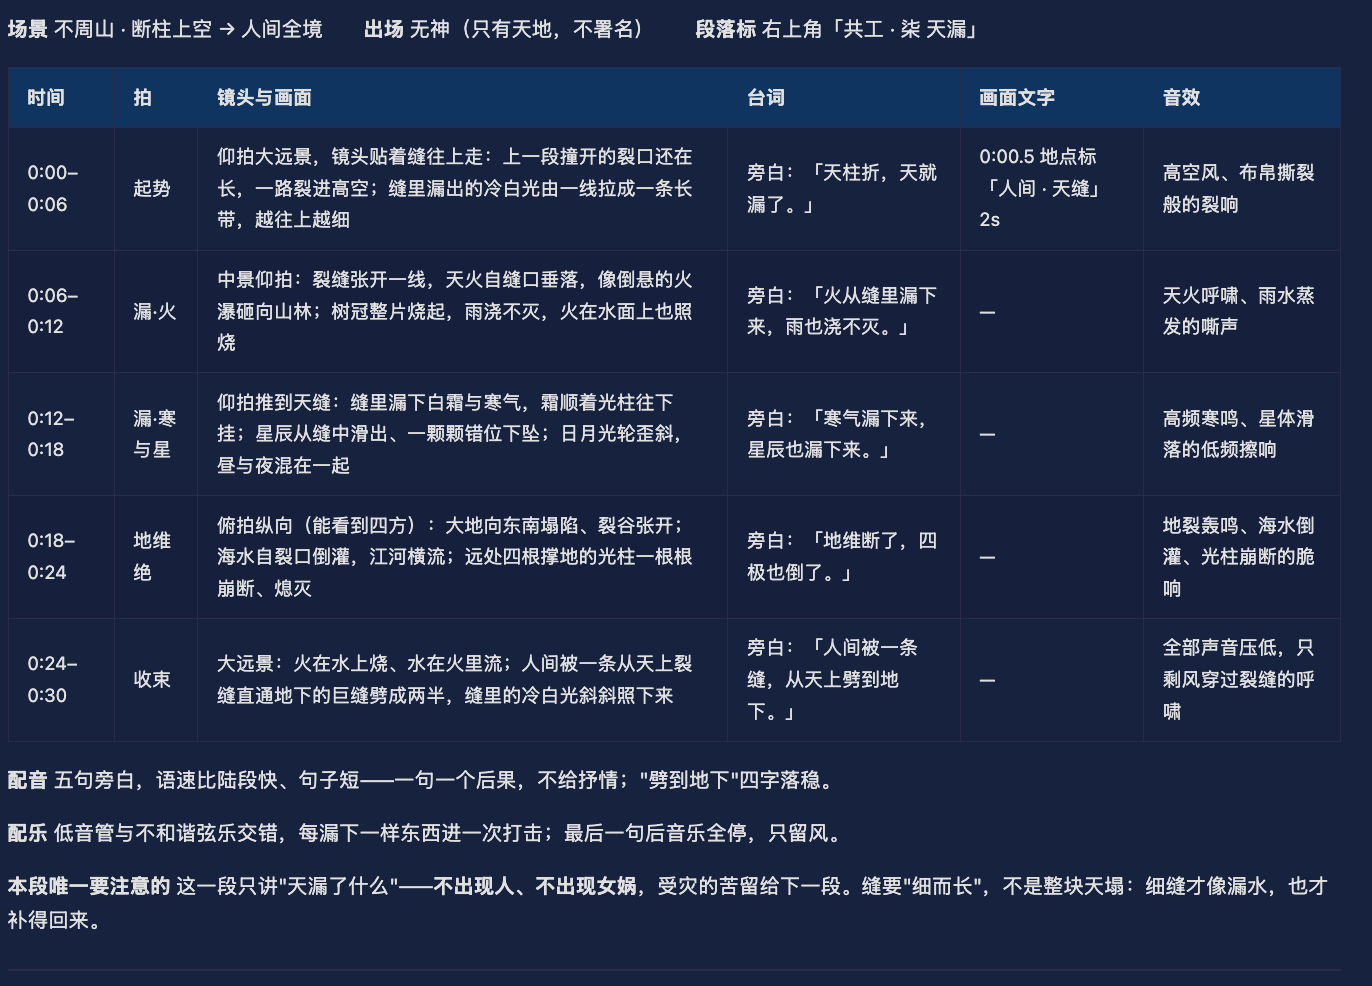 场景 不周山 · 断柱上空 → 人间全境 出场 无神（只有天地，不署名） 段落标 右上角「共工 · 柒 天漏」
时间 拍 镜头与画面 台词 画面文字 音效
0:00–
0:06
起势
仰拍大远景，镜头贴着缝往上走：上一段撞开的裂口还在
长，一路裂进高空；缝里漏出的冷白光由一线拉成一条长
带，越往上越细
旁白：「天柱折，天就
漏了。」
0:00.5 地点标
「人间 · 天缝」
2s
高空风、布帛撕裂
般的裂响
0:06–
0:12
漏·火
中景仰拍：裂缝张开一线，天火自缝口垂落，像倒悬的火
瀑砸向山林；树冠整片烧起，雨浇不灭，火在水面上也照
烧
旁白：「火从缝里漏下
来，雨也浇不灭。」
—
天火呼啸、雨水蒸
发的嘶声
0:12–
0:18
漏·寒
与星
仰拍推到天缝：缝里漏下白霜与寒气，霜顺着光柱往下
挂；星辰从缝中滑出、一颗颗错位下坠；日月光轮歪斜，
昼与夜混在一起
旁白：「寒气漏下来，
星辰也漏下来。」
—
高频寒鸣、星体滑
落的低频擦响
0:18–
0:24
地维
绝
俯拍纵向（能看到四方）：大地向东南塌陷、裂谷张开；
海水自裂口倒灌，江河横流；远处四根撑地的光柱一根根
崩断、熄灭
旁白：「地维断了，四
极也倒了。」
—
地裂轰鸣、海水倒
灌、光柱崩断的脆
响
0:24–
0:30
收束
大远景：火在水上烧、水在火里流；人间被一条从天上裂
缝直通地下的巨缝劈成两半，缝里的冷白光斜斜照下来
旁白：「人间被一条
缝，从天上劈到地
下。」
—
全部声音压低，只
剩风穿过裂缝的呼
啸
配音 五句旁白，语速比陆段快、句子短——一句一个后果，不给抒情；"劈到地下"四字落稳。
配乐 低音管与不和谐弦乐交错，每漏下一样东西进一次打击；最后一句后音乐全停，只留风。
本段唯一要注意的 这一段只讲"天漏了什么"——不出现人、不出现女娲，受灾的苦留给下一段。缝要"细而长"，不是整块天塌：细缝才像漏水，也才
补得回来。